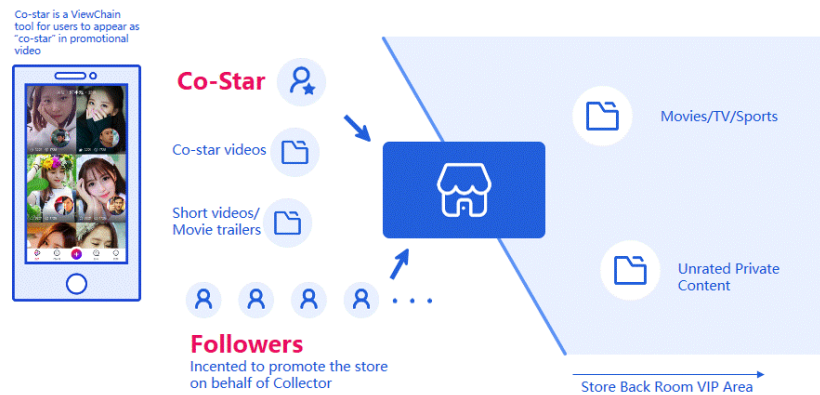 Co-star is a ViewChain
tool for users to appear as
"co-star" in promotional
video
Co-Star
Co-star videos
Short videos/
Movie trailers
Followers
Incented to promote the store
on behalf of Collector
Movies/TV/Sports
Unrated Private
Content
Store Back Room VIP Area